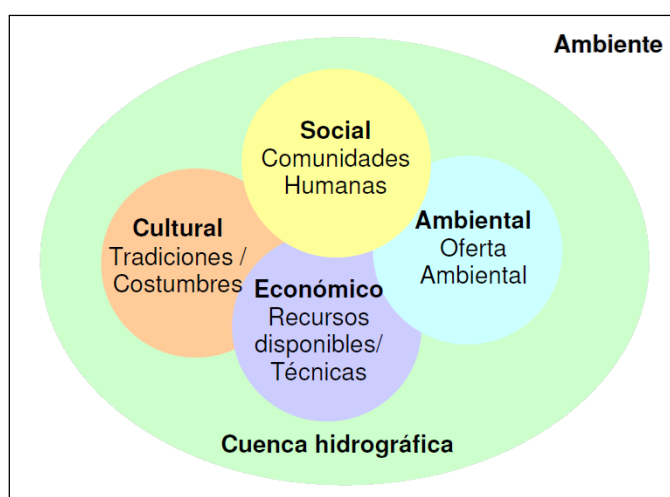 Ambiente
Social
Comunidades
Humanas
Cultural
Tradiciones /
Costumbres
Ambiental
Oferta
Ambiental
Económico
Recursos
disponibles/
Técnicas
Cuenca hidrográfica